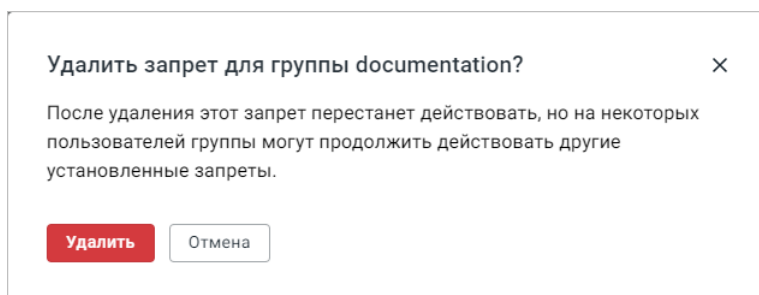 Удалить запрет для группы documentation?
После удаления этот запрет перестанет действовать, но на некоторых
пользователей группы могут продолжить действовать другие
установленные запреты.
Удалить
Отмена